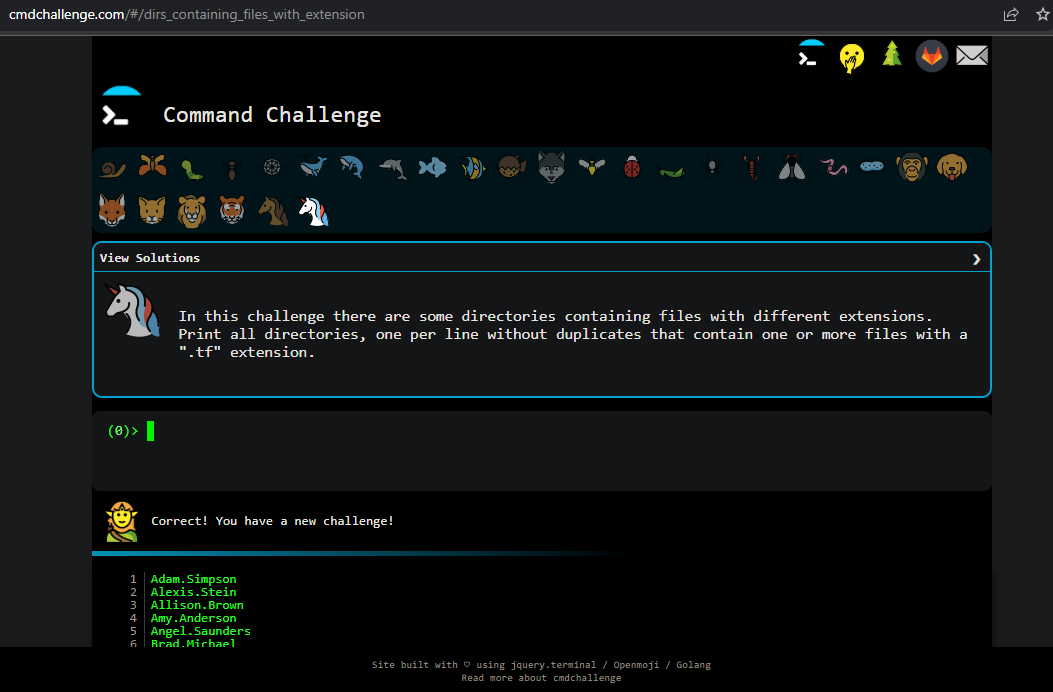 cmdchallenge.com/#/dirs_containing_files_with_extension
Command Challenge
View Solutions
In this challenge there are some directories containing files with different extensions.
Print all directories, one per line without duplicates that contain one or more files with a
".tf" extension.
(0)>
Correct! You have a new challenge!
1 Adam.Simpson
2 Alexis.Stein
3 Allison.Brown
4 Amy.Anderson
5 Angel.Saunders
6 Brad.Michael
Site built with ♡ using jquery.terminal / Openmoji / Golang
Read more about cmdchallenge